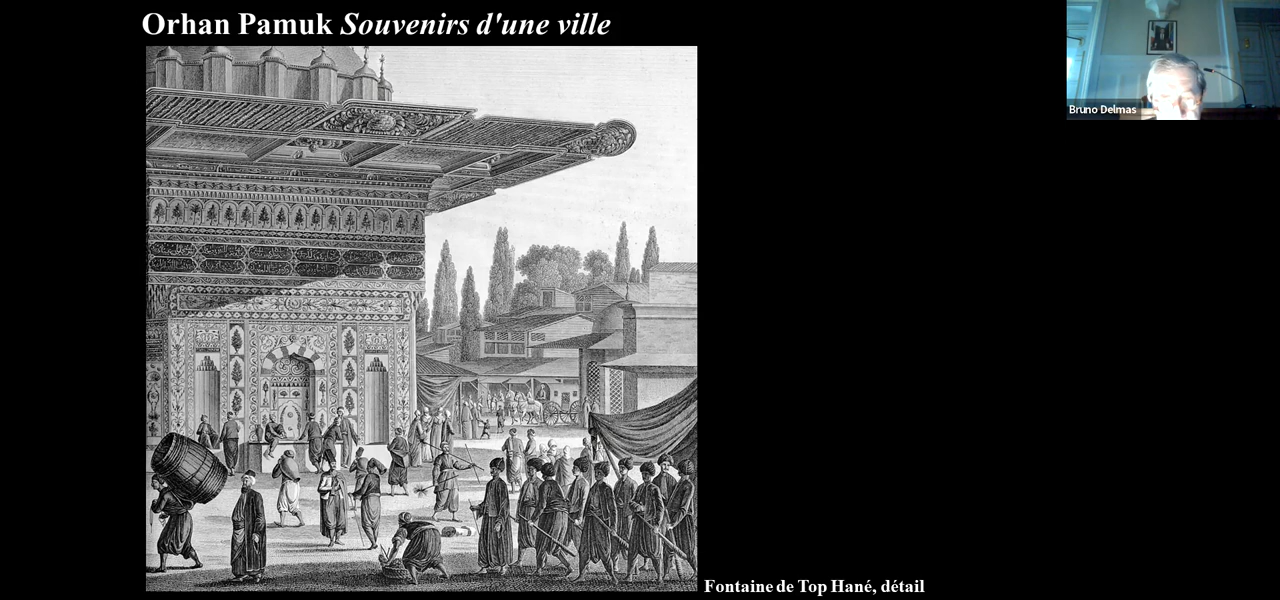 Orhan Pamuk Souvenirs d'une ville
Bruno Delmas
Fontaine de Top Hané, détail